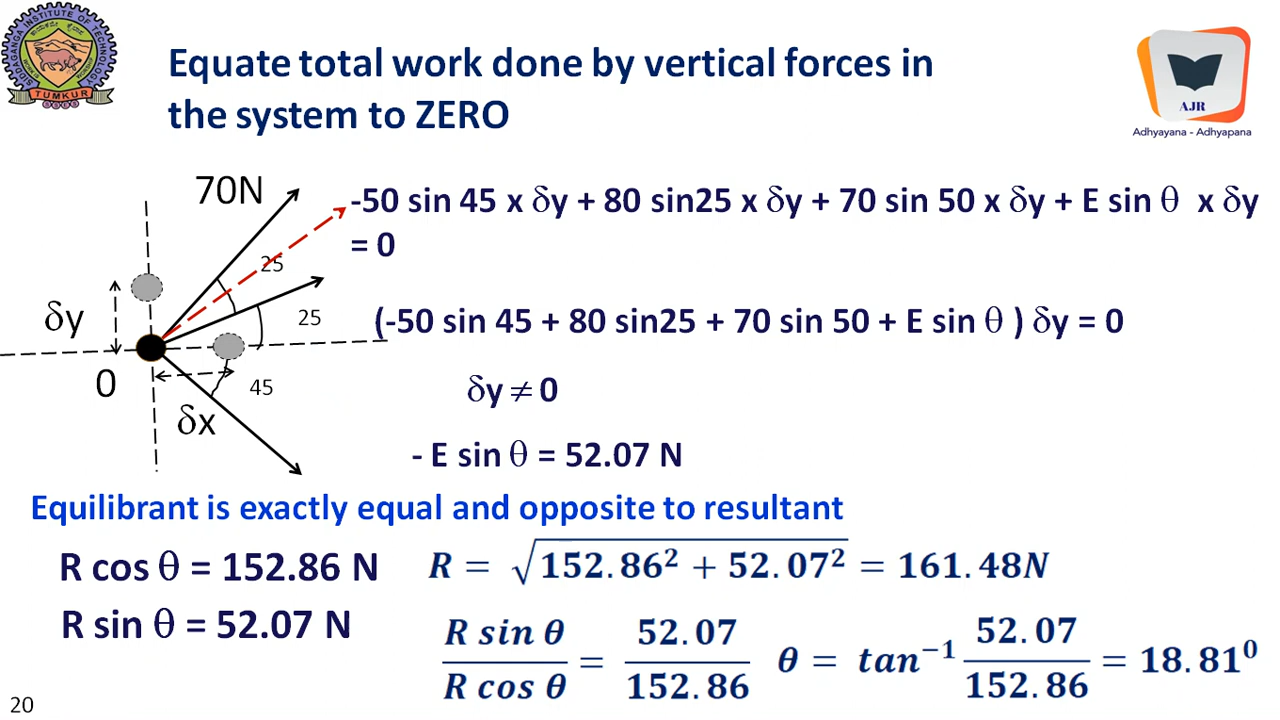 SIDDAGANGA INSTITUTE OF TECHNOLOGY
TUMKUR
AJR
Adhyayana - Adhyapana
Equate total work done by vertical forces in
the system to ZERO
70N
25
25
45
δy
0
δx
-50 sin 45 x δy + 80 sin25 x δy + 70 sin 50 x δy + E sin θ x δy
= 0
(-50 sin 45 + 80 sin25 + 70 sin 50 + E sin θ ) δy = 0
δy ≠ 0
- E sin θ = 52.07 N
Equilibrant is exactly equal and opposite to resultant
R cos θ = 152.86 N
R = √152.86² + 52.07² = 161.48N
R sin θ = 52.07 N
R sin θ / R cos θ = 52.07 / 152.86
θ = tan⁻¹ 52.07 / 152.86 = 18.81⁰
20